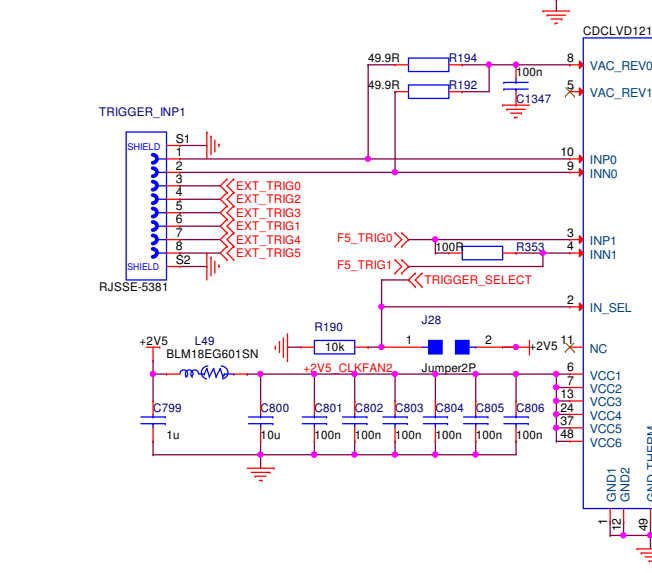 CDCLVD121
49.9R R194
8 VAC_REV0
100n
49.9R R192
5 VAC_REV1
C1347
TRIGGER_INP1
S1
SHIELD
1
10 INP0
2
9 INN0
3 EXT_TRIG0
4 EXT_TRIG2
5 EXT_TRIG3
6 EXT_TRIG1
7 EXT_TRIG4
8 EXT_TRIG5
SHIELD S2
RJSSE-5381
F5_TRIG0
3 INP1
100R R353
4 INN1
F5_TRIG1
TRIGGER_SELECT
2 IN_SEL
R190
J28
10k
1 2
+2V5
11 NC
+2V5
L49
BLM18EG601SN
+2V5_CLKFAN2
Jumper2P
6 VCC1
7 VCC2
13 VCC3
24 VCC4
37 VCC5
48 VCC6
C799 C800 C801 C802 C803 C804 C805 C806
1u 10u 100n 100n 100n 100n 100n 100n
GND1
GND2
GND_THERM
1
12
49